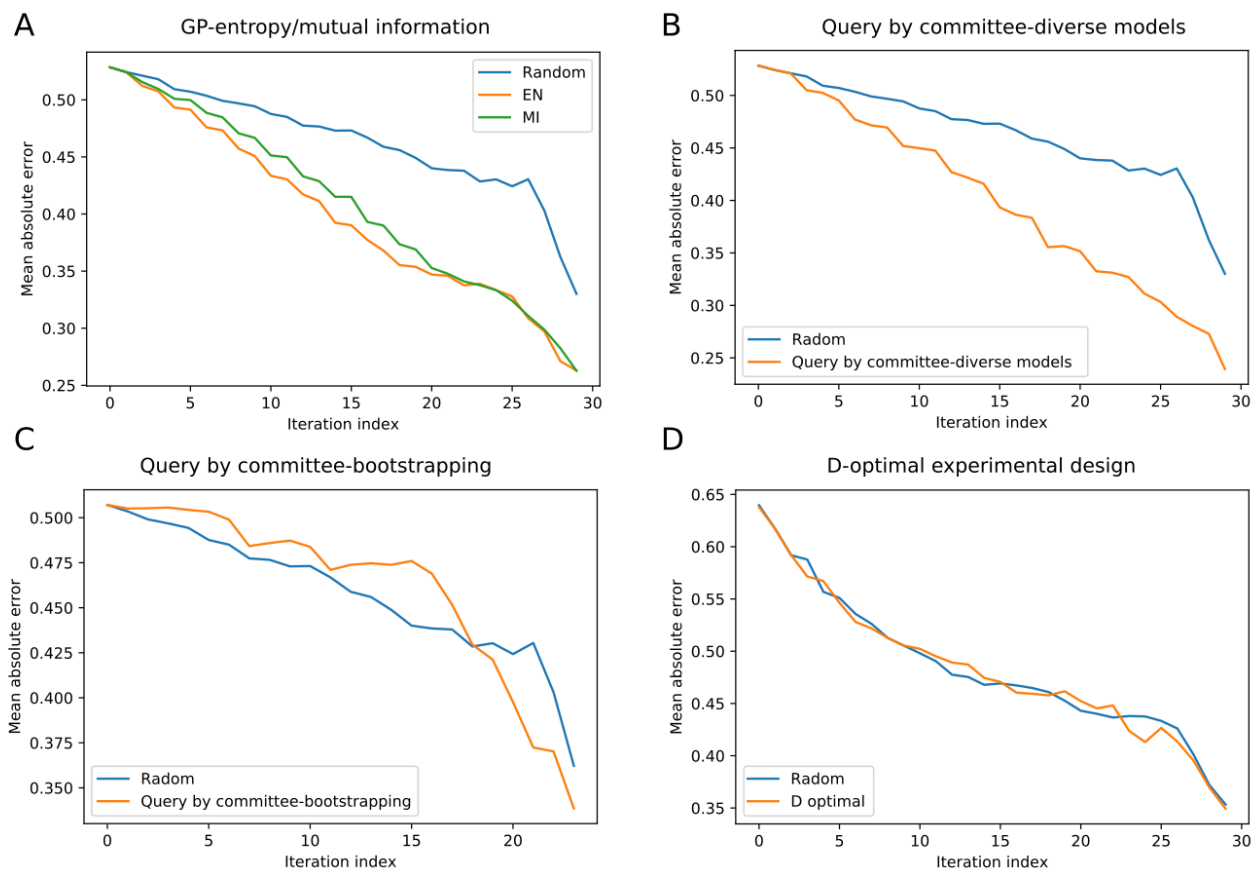 A
GP-entropy/mutual information
Mean absolute error
0.50
0.45
0.40
0.35
0.30
0.25
Random
EN
MI
0 5 10 15 20 25 30
Iteration index
B
Query by committee-diverse models
Mean absolute error
0.50
0.45
0.40
0.35
0.30
0.25
Radom
Query by committee-diverse models
0 5 10 15 20 25 30
Iteration index
C
Query by committee-bootstrapping
Mean absolute error
0.500
0.475
0.450
0.425
0.400
0.375
0.350
Radom
Query by committee-bootstrapping
0 5 10 15 20
Iteration index
D
D-optimal experimental design
Mean absolute error
0.65
0.60
0.55
0.50
0.45
0.40
0.35
Radom
D optimal
0 5 10 15 20 25 30
Iteration index